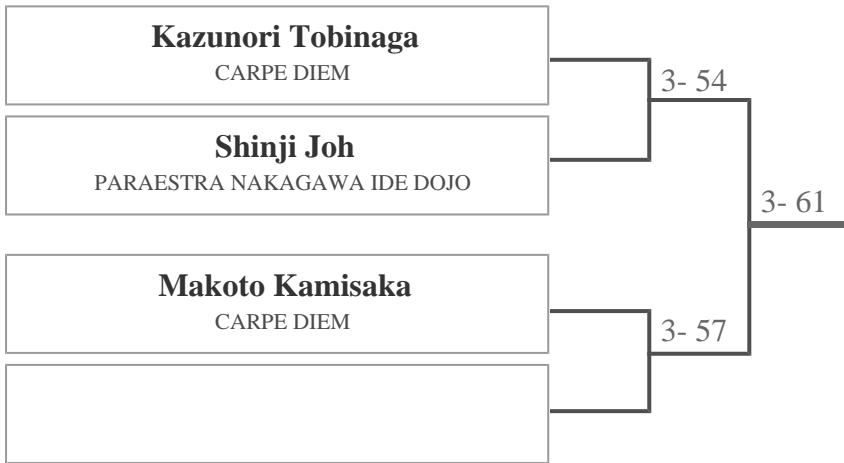 Kazunori Tobinaga
CARPE DIEM
3- 54
Shinji Joh
PARAESTRA NAKAGAWA IDE DOJO
3- 61
Makoto Kamisaka
CARPE DIEM
3- 57